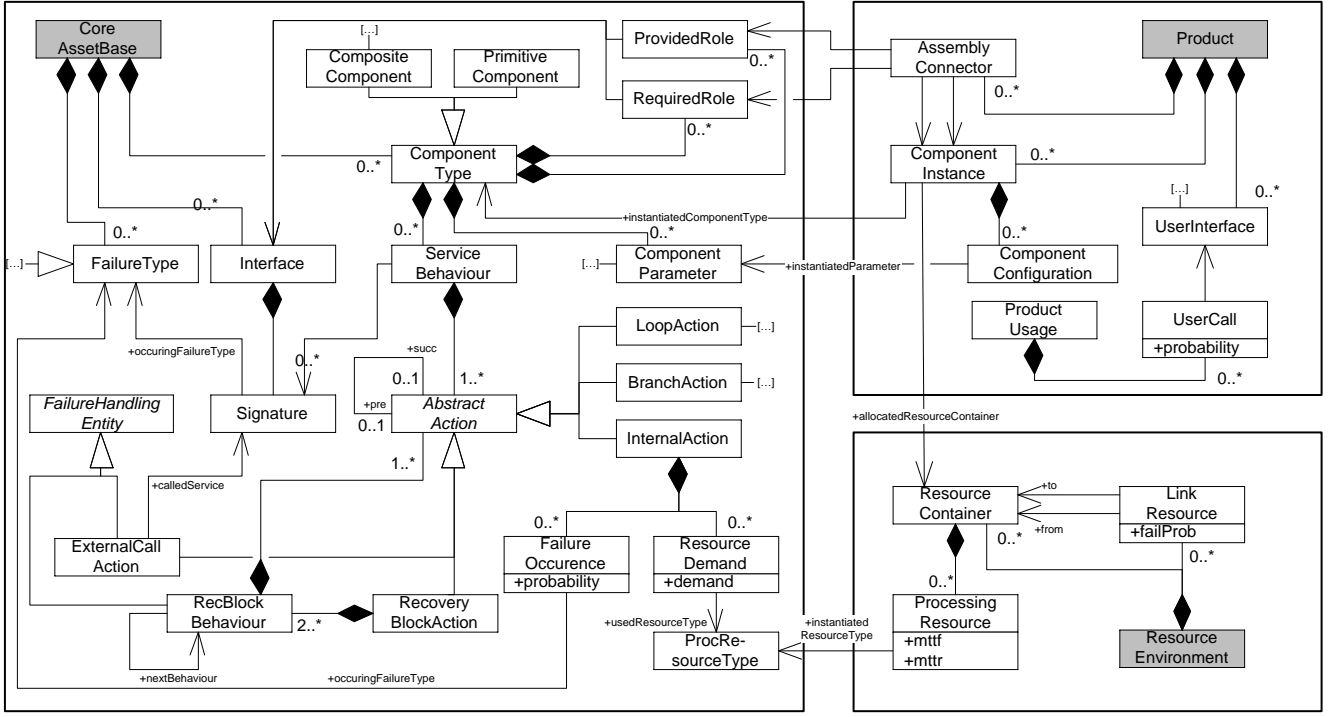 Core
AssetBase
[...]
Composite
Component
Primitive
Component
ProvidedRole
0..*
RequiredRole
0..*
Component
Type
0..*
0..*
0..*
+instantiatedComponentType
0..*
0..*
[...]
FailureType
Interface
Service
Behaviour
[...]
Component
Parameter
+instantiatedParameter
LoopAction
[...]
+occuringFailureType
0..*
+succ
0..1
1..*
BranchAction
[...]
+pre
0..1
FailureHandling
Entity
Signature
Abstract
Action
InternalAction
1..*
+calledService
0..*
0..*
ExternalCall
Action
Failure
Occurence
+probability
Resource
Demand
+demand
RecBlock
Behaviour
2..*
Recovery
BlockAction
+usedResourceType
ProcRe-
sourceType
+nextBehaviour
+occuringFailureType
Assembly
Connector
0..*
Product
Component
Instance
0..*
[...]
0..*
UserInterface
0..*
Component
Configuration
Product
Usage
UserCall
+probability
0..*
+allocatedResourceContainer
Resource
Container
+to
+from
Link
Resource
+failProb
0..*
0..*
0..*
Processing
Resource
+mttf
+mttr
+instantiated
ResourceType
Resource
Environment